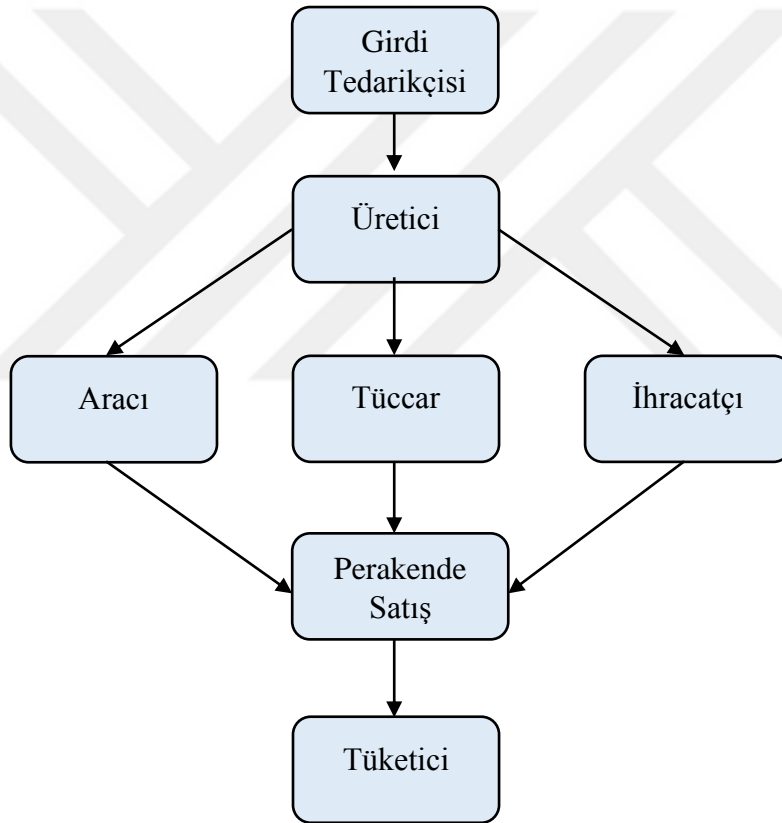 Girdi
Tedarikçisi
Üretici
Aracı
Tüccar
İhracatçı
Perakende
Satış
Tüketici